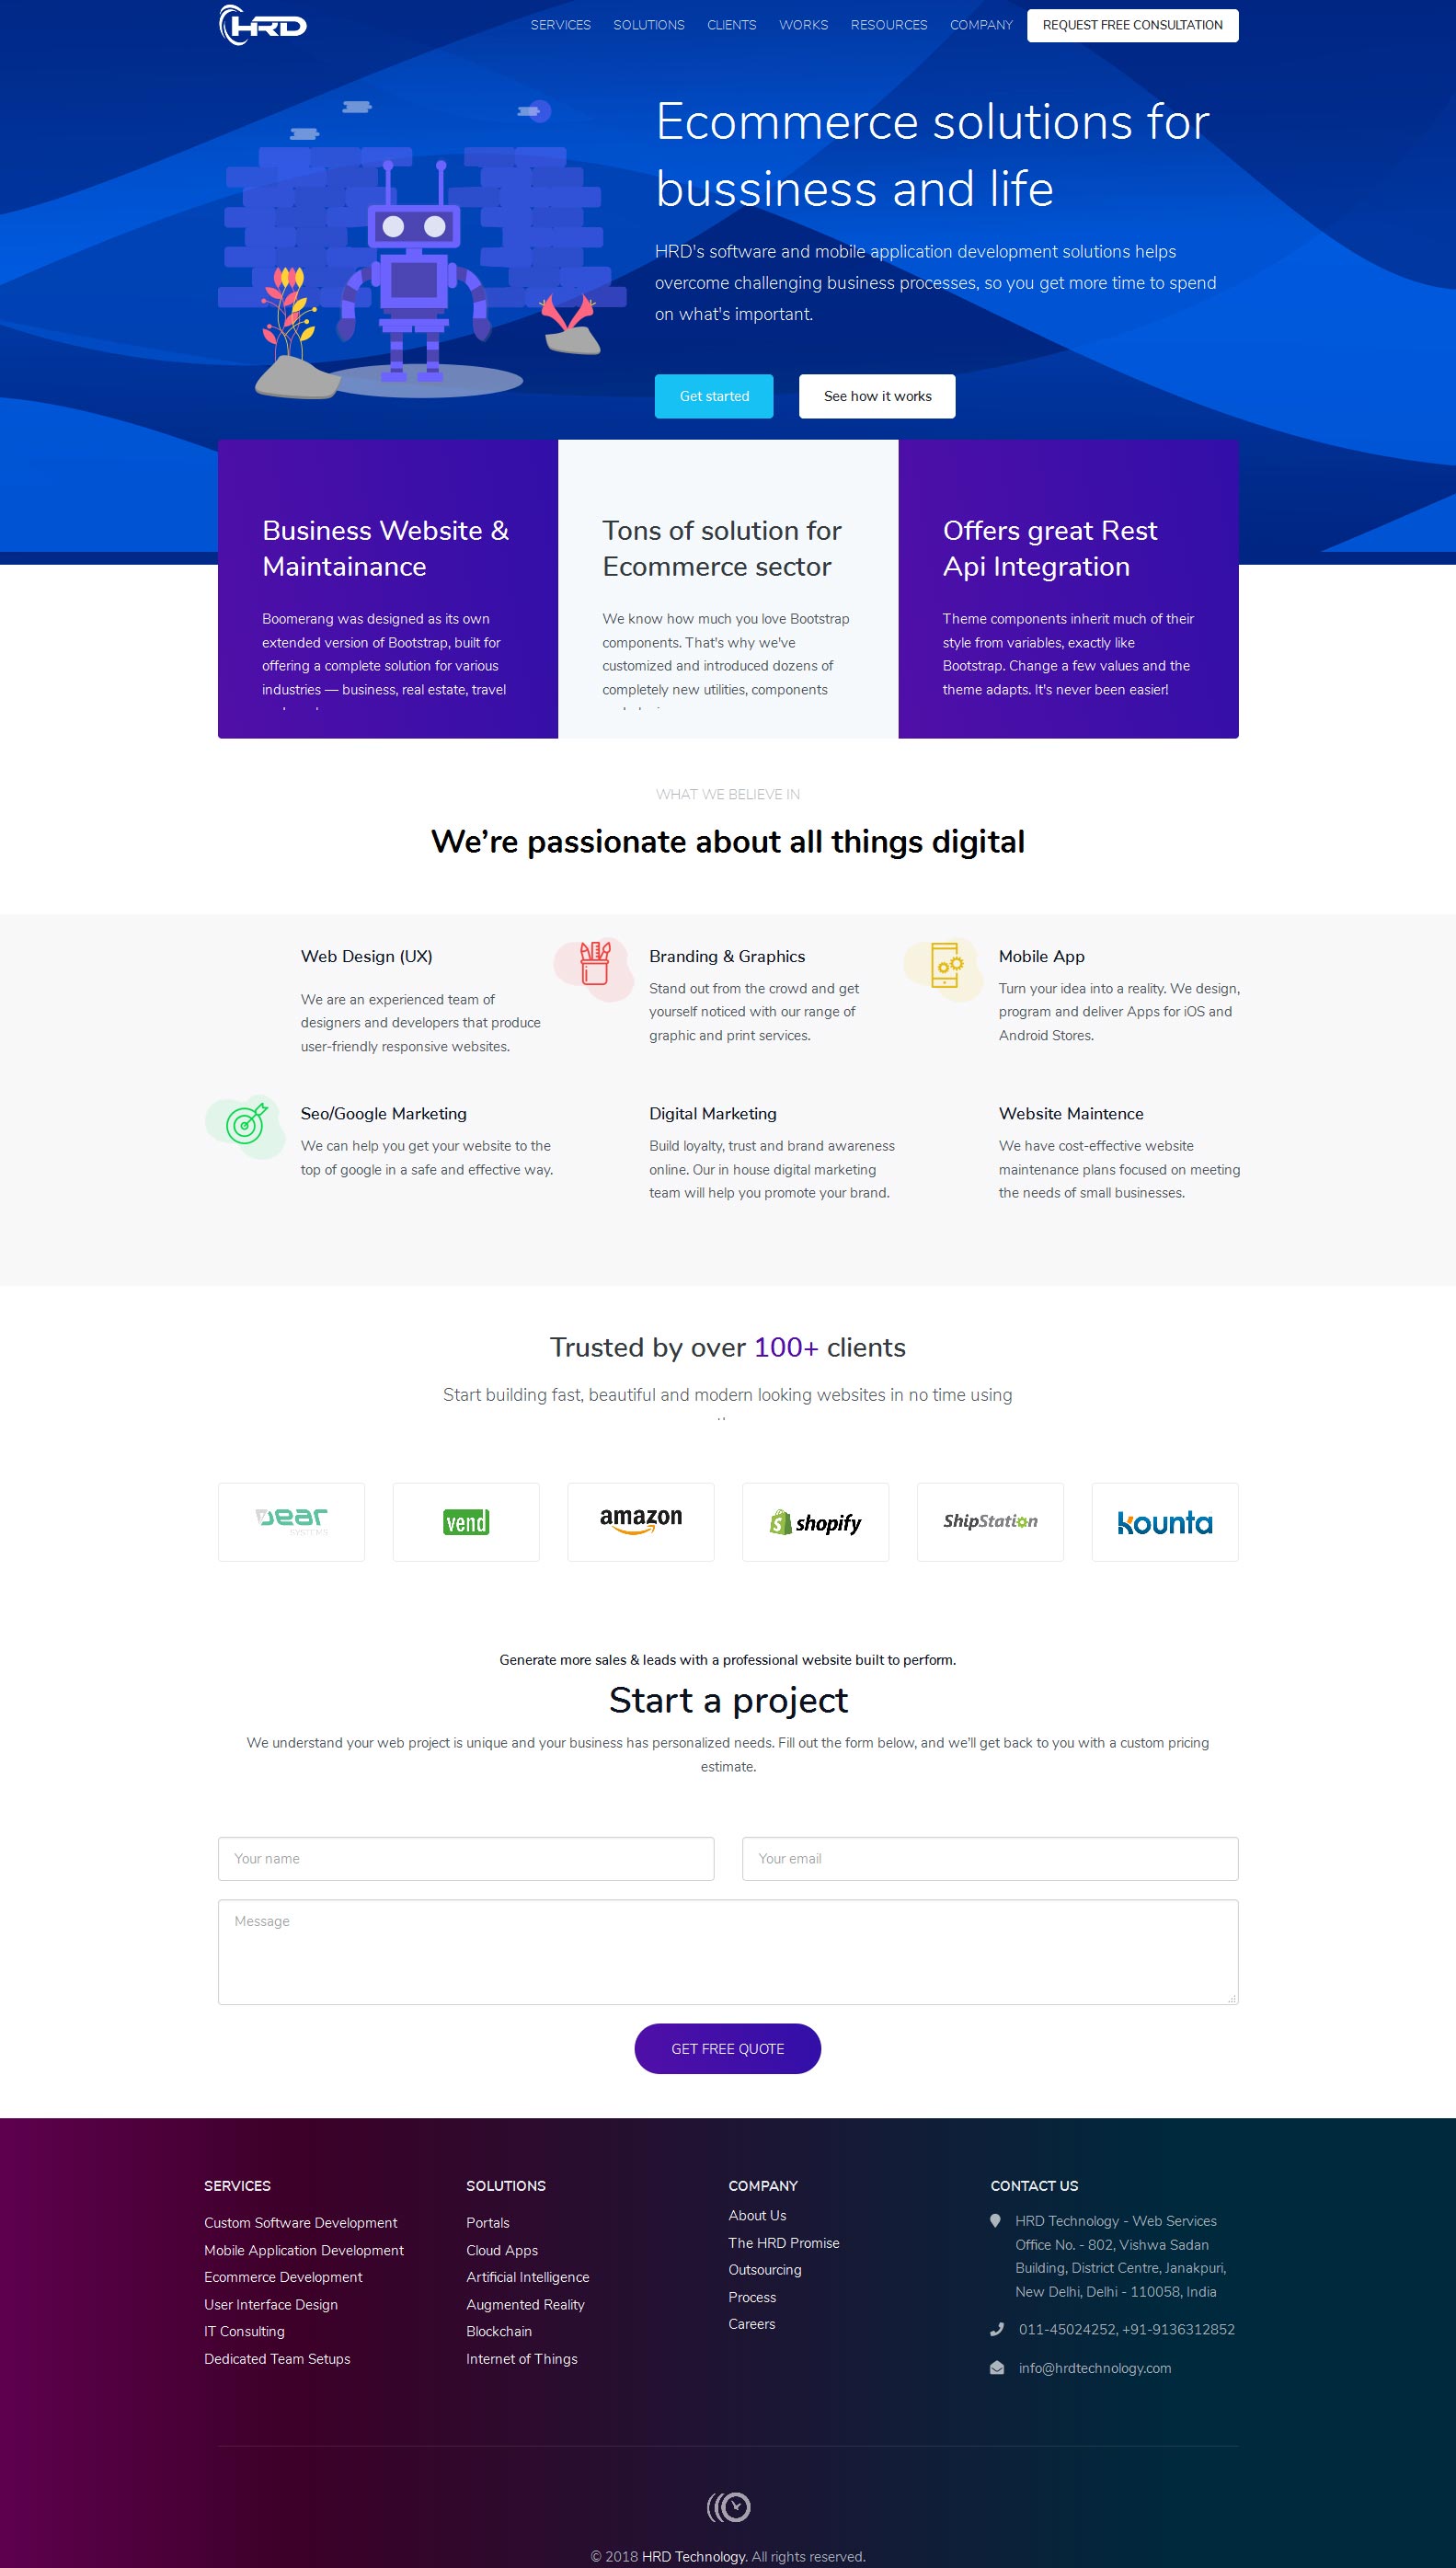 HRD
SERVICES SOLUTIONS CLIENTS WORKS RESOURCES COMPANY REQUEST FREE CONSULTATION
Ecommerce solutions for
bussiness and life
HRD's software and mobile application development solutions helps
overcome challenging business processes, so you get more time to spend
on what's important.
Get started
See how it works
Business Website &
Maintainance
Boomerang was designed as its own
extended version of Bootstrap, built for
offering a complete solution for various
industries — business, real estate, travel
Tons of solution for
Ecommerce sector
We know how much you love Bootstrap
components. That's why we've
customized and introduced dozens of
completely new utilities, components
Offers great Rest
Api Integration
Theme components inherit much of their
style from variables, exactly like
Bootstrap. Change a few values and the
theme adapts. It's never been easier!
WHAT WE BELIEVE IN
We’re passionate about all things digital
Web Design (UX)
We are an experienced team of
designers and developers that produce
user-friendly responsive websites.
Branding & Graphics
Stand out from the crowd and get
yourself noticed with our range of
graphic and print services.
Mobile App
Turn your idea into a reality. We design,
program and deliver Apps for iOS and
Android Stores.
Seo/Google Marketing
We can help you get your website to the
top of google in a safe and effective way.
Digital Marketing
Build loyalty, trust and brand awareness
online. Our in house digital marketing
team will help you promote your brand.
Website Maintence
We have cost-effective website
maintenance plans focused on meeting
the needs of small businesses.
Trusted by over 100+ clients
Start building fast, beautiful and modern looking websites in no time using
Dear
SYSTEMS
vend
amazon
shopify
ShipStation
kounta
Generate more sales & leads with a professional website built to perform.
Start a project
We understand your web project is unique and your business has personalized needs. Fill out the form below, and we'll get back to you with a custom pricing
estimate.
Your name
Your email
Message
GET FREE QUOTE
SERVICES
Custom Software Development
Mobile Application Development
Ecommerce Development
User Interface Design
IT Consulting
Dedicated Team Setups
SOLUTIONS
Portals
Cloud Apps
Artificial Intelligence
Augmented Reality
Blockchain
Internet of Things
COMPANY
About Us
The HRD Promise
Outsourcing
Process
Careers
CONTACT US
HRD Technology - Web Services
Office No. - 802, Vishwa Sadan
Building, District Centre, Janakpuri,
New Delhi, Delhi - 110058, India
011-45024252, +91-9136312852
info@hrdtechnology.com
© 2018 HRD Technology. All rights reserved.